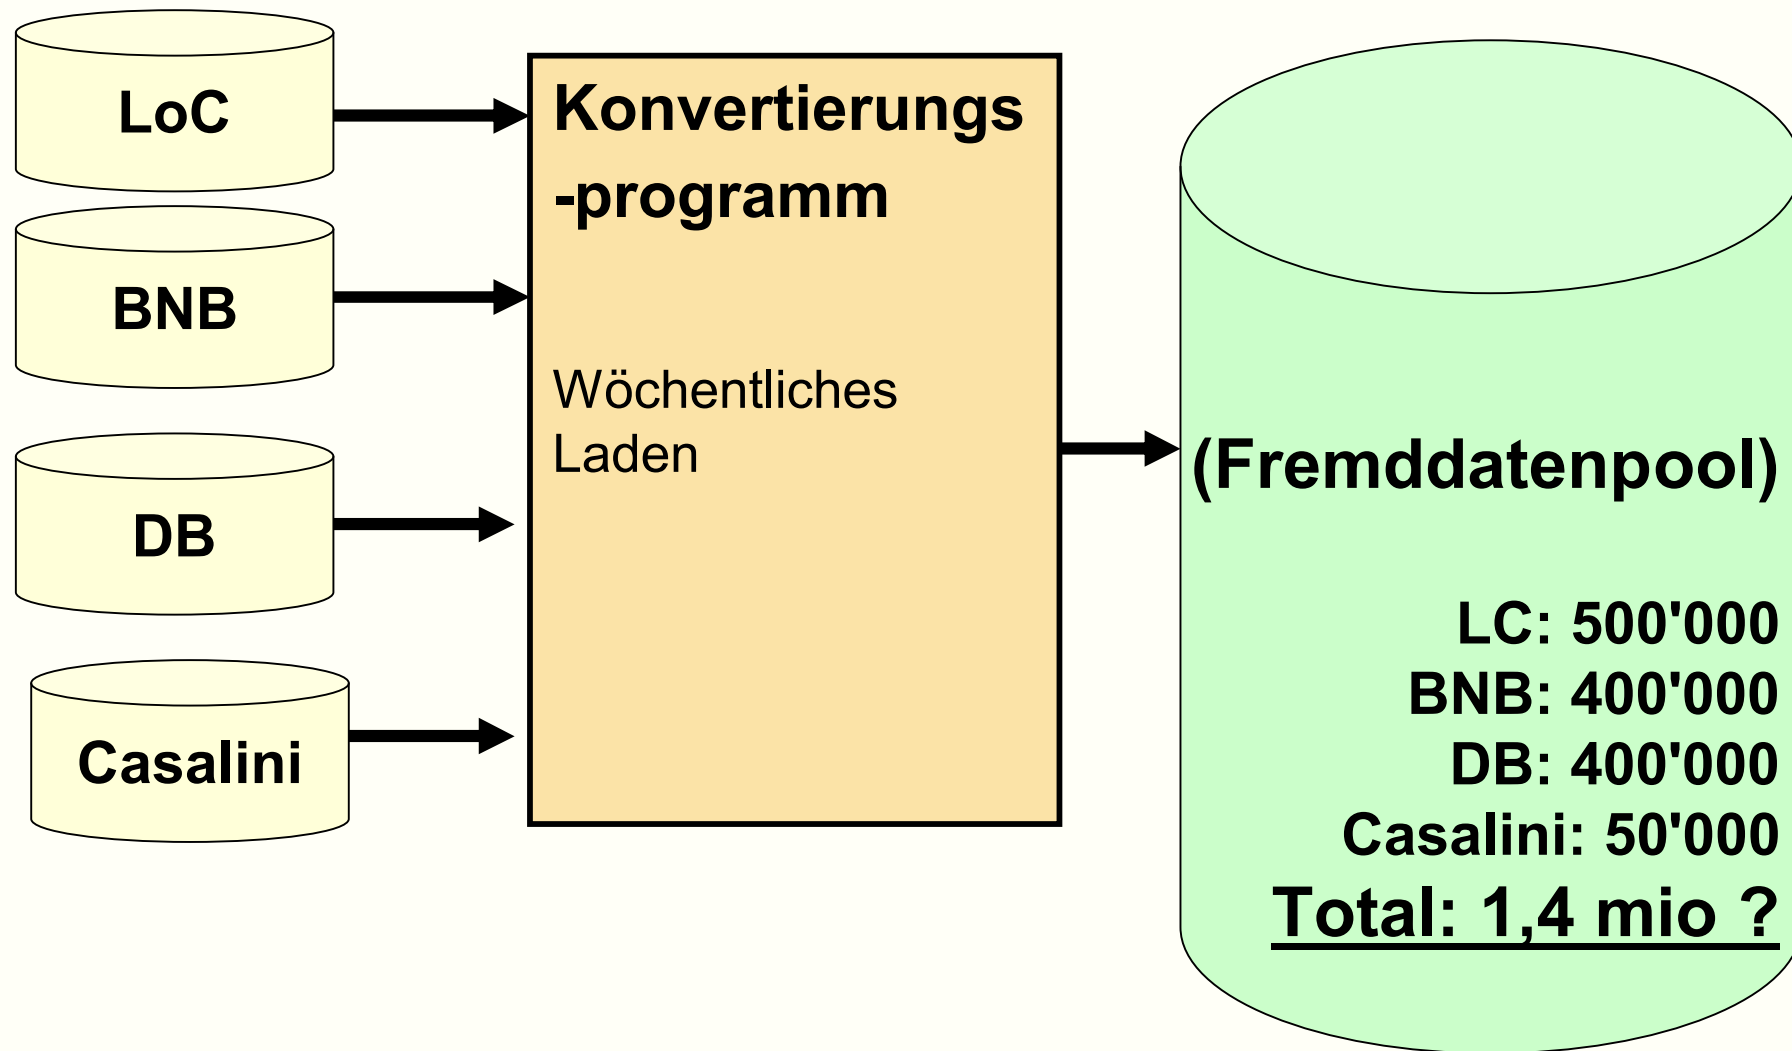 LoC
BNB
DB
Casalini
Konvertierungs
-programm
Wöchentliches
Laden
(Fremddatenpool)
LC: 500'000
BNB: 400'000
DB: 400'000
Casalini: 50'000
Total: 1,4 mio ?